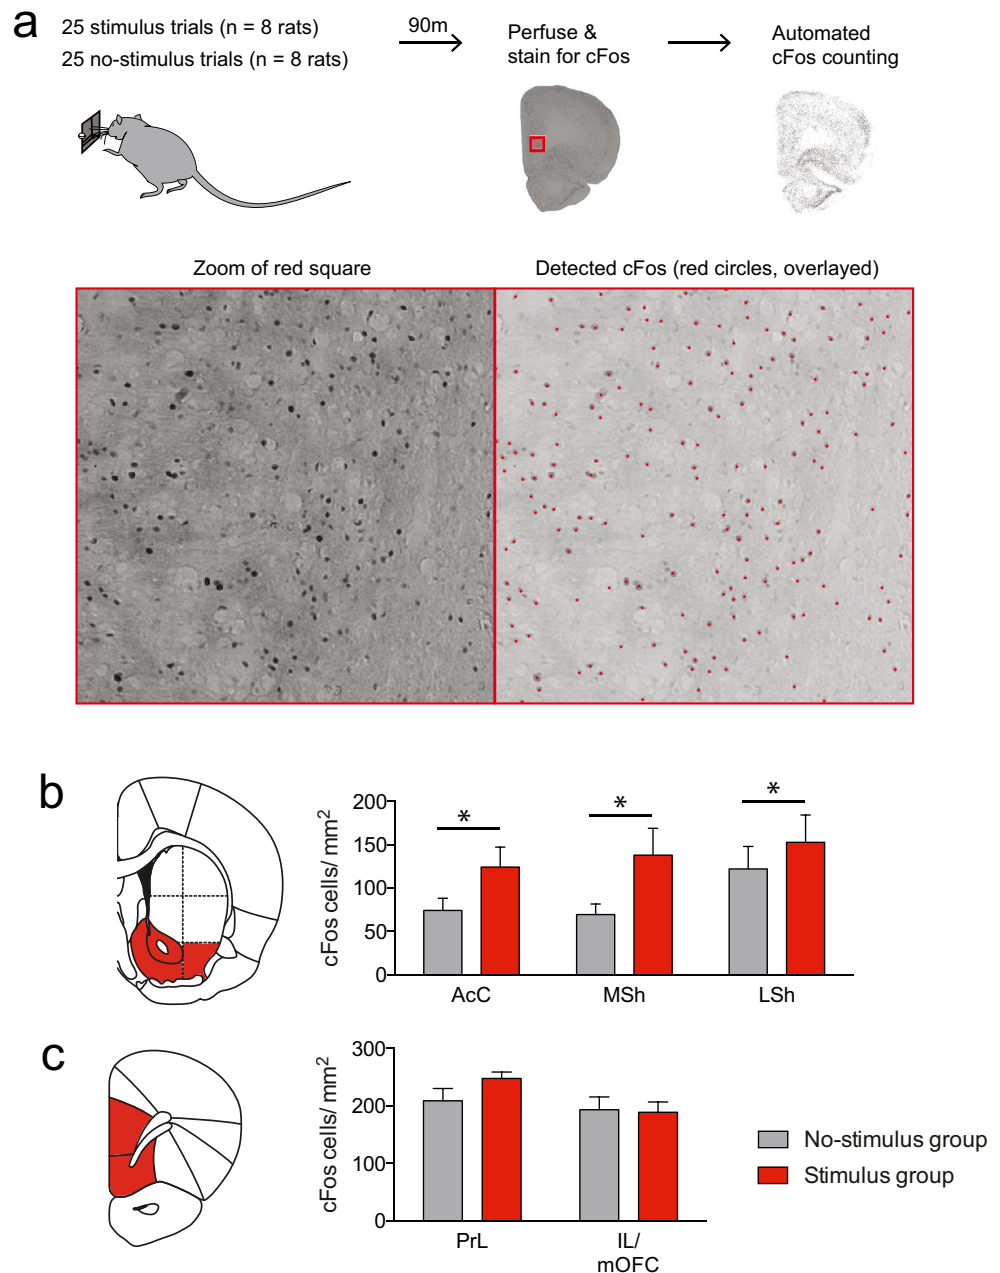 a
25 stimulus trials (n = 8 rats)
25 no-stimulus trials (n = 8 rats)
90m
Perfuse &
stain for cFos
Automated
cFos counting
Zoom of red square
Detected cFos (red circles, overlayed)
b
cFos cells/ mm²
200
150
100
50
0
*
*
*
AcC
MSh
LSh
c
cFos cells/ mm²
300
200
100
0
PrL
IL/
mOFC
No-stimulus group
Stimulus group